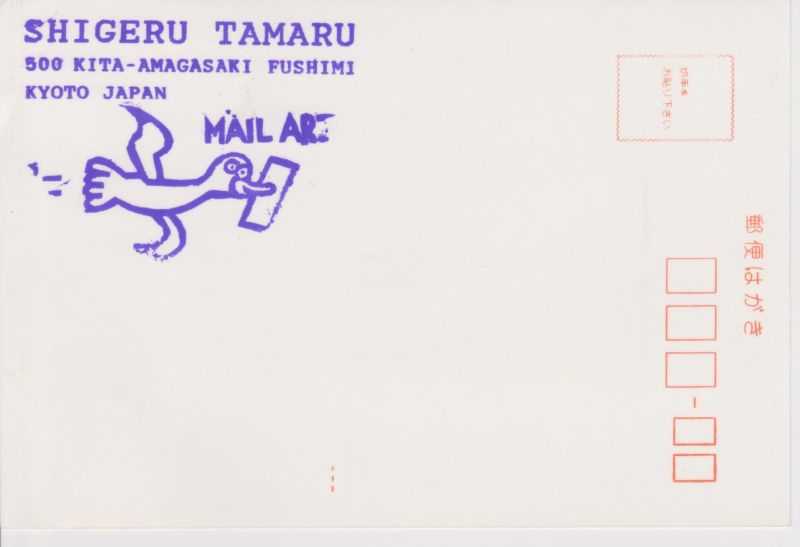 SHIGERU TAMARU
500 KITA-AMAGASAKI FUSHIMI
KYOTO JAPAN
MAIL ART
切手を
お貼り下さい
郵便はがき